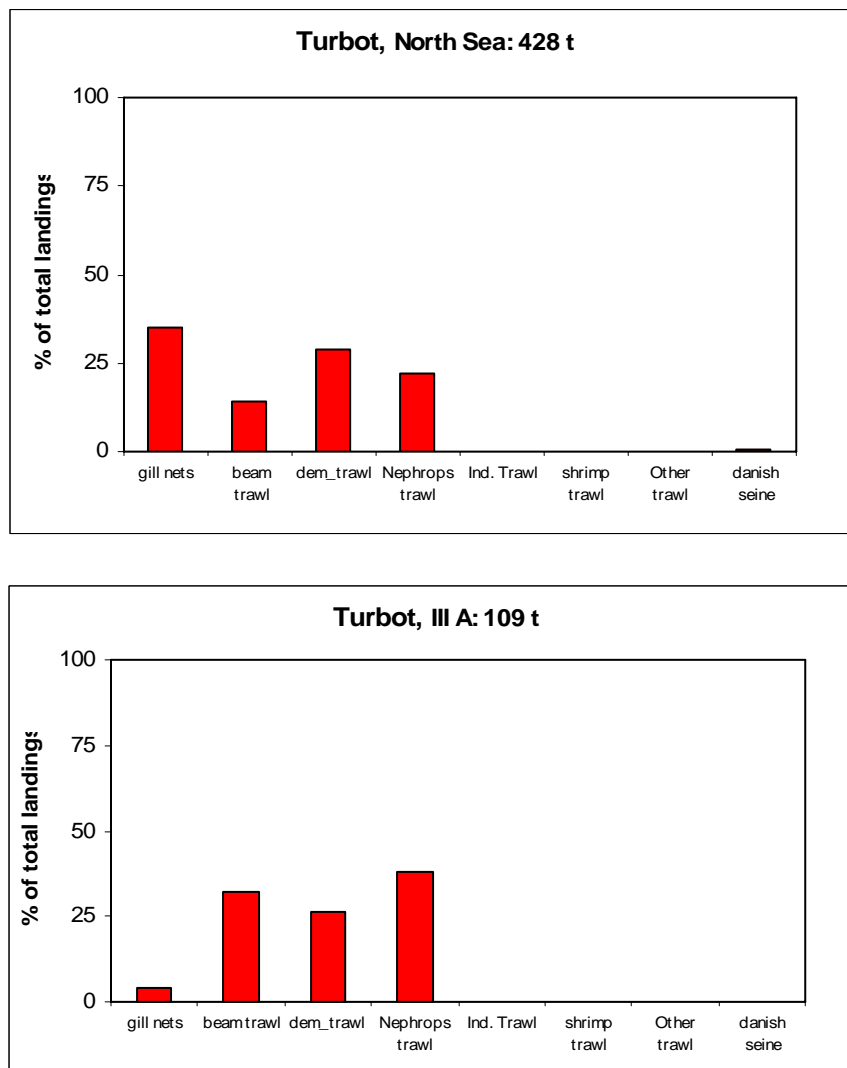 Turbot, North Sea: 428 t
100
75
50
25
0
% of total landings
gill nets
beam trawl
dem_trawl
Nephrops trawl
Ind. Trawl
shrimp trawl
Other trawl
danish seine
Turbot, III A: 109 t
100
75
50
25
0
% of total landings
gill nets
beam trawl
dem_trawl
Nephrops trawl
Ind. Trawl
shrimp trawl
Other trawl
danish seine